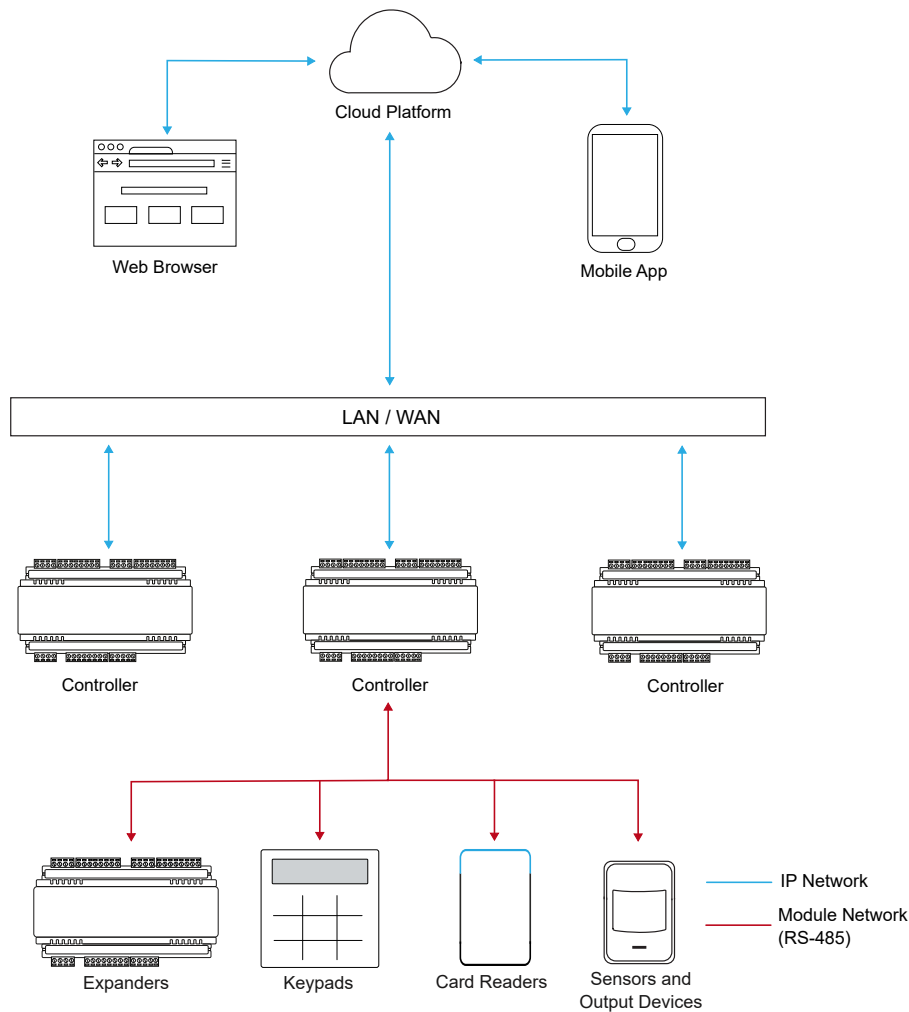 Cloud Platform
Web Browser
Mobile App
LAN / WAN
Controller
Controller
Controller
Expanders
Keypads
Card Readers
Sensors and
Output Devices
IP Network
Module Network
(RS-485)